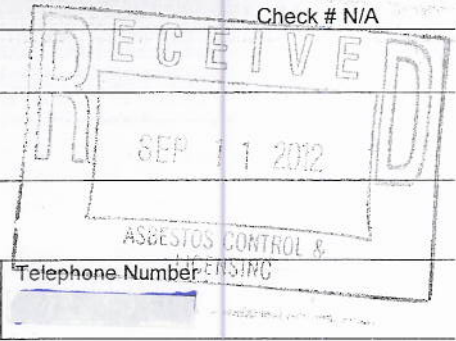 Check # N/A
RECEIVED
SEP 11 2012
ASBESTOS CONTROL &
LICENSING
Telephone Number